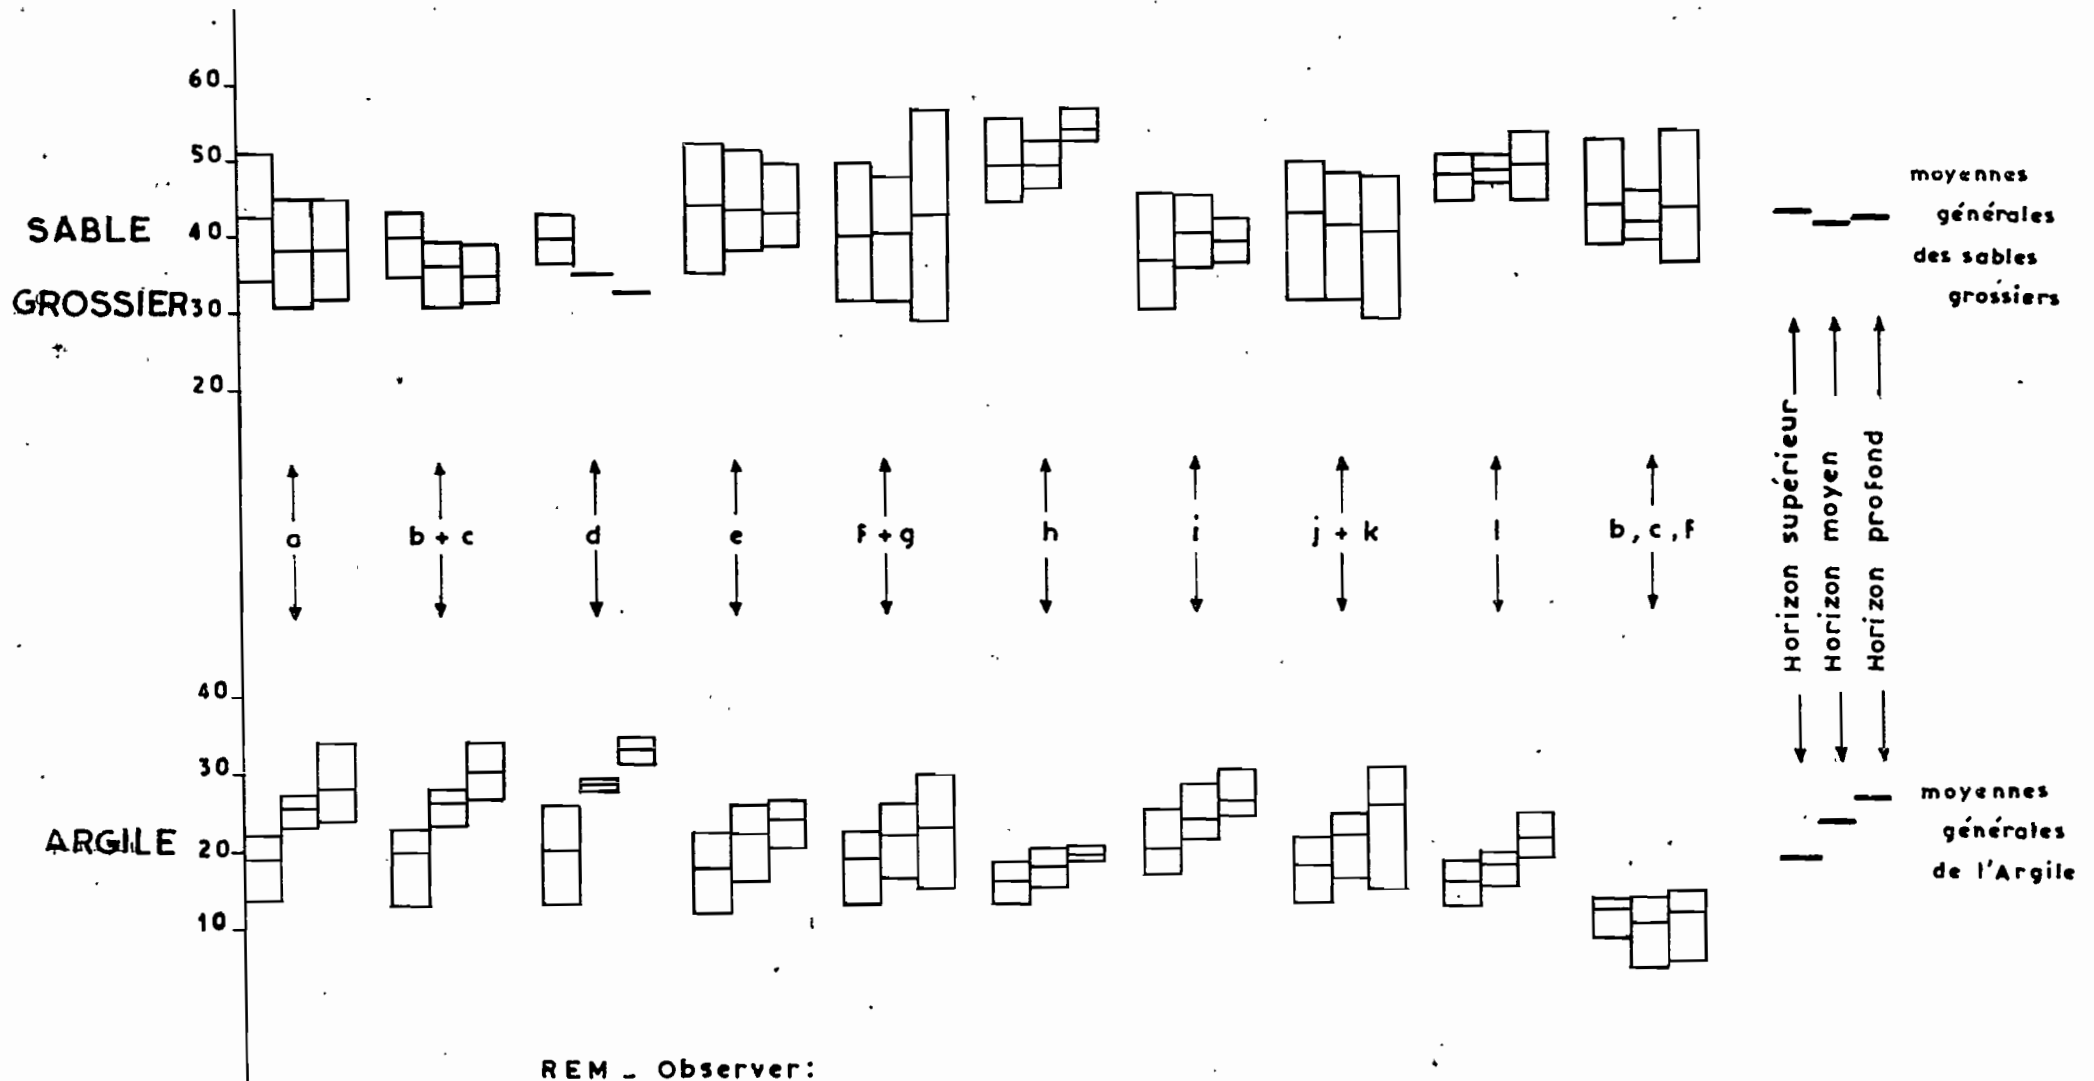 60
50
SABLE 40
GROSSIER 30
20
moyennes
générales
des sables
grossiers
a
b + c
d
e
f + g
h
i
j + k
l
b, c, f
Horizon supérieur
Horizon moyen
Horizon profond
40
30
ARGILE 20
10
moyennes
générales
de l'Argile
REM _ Observer: